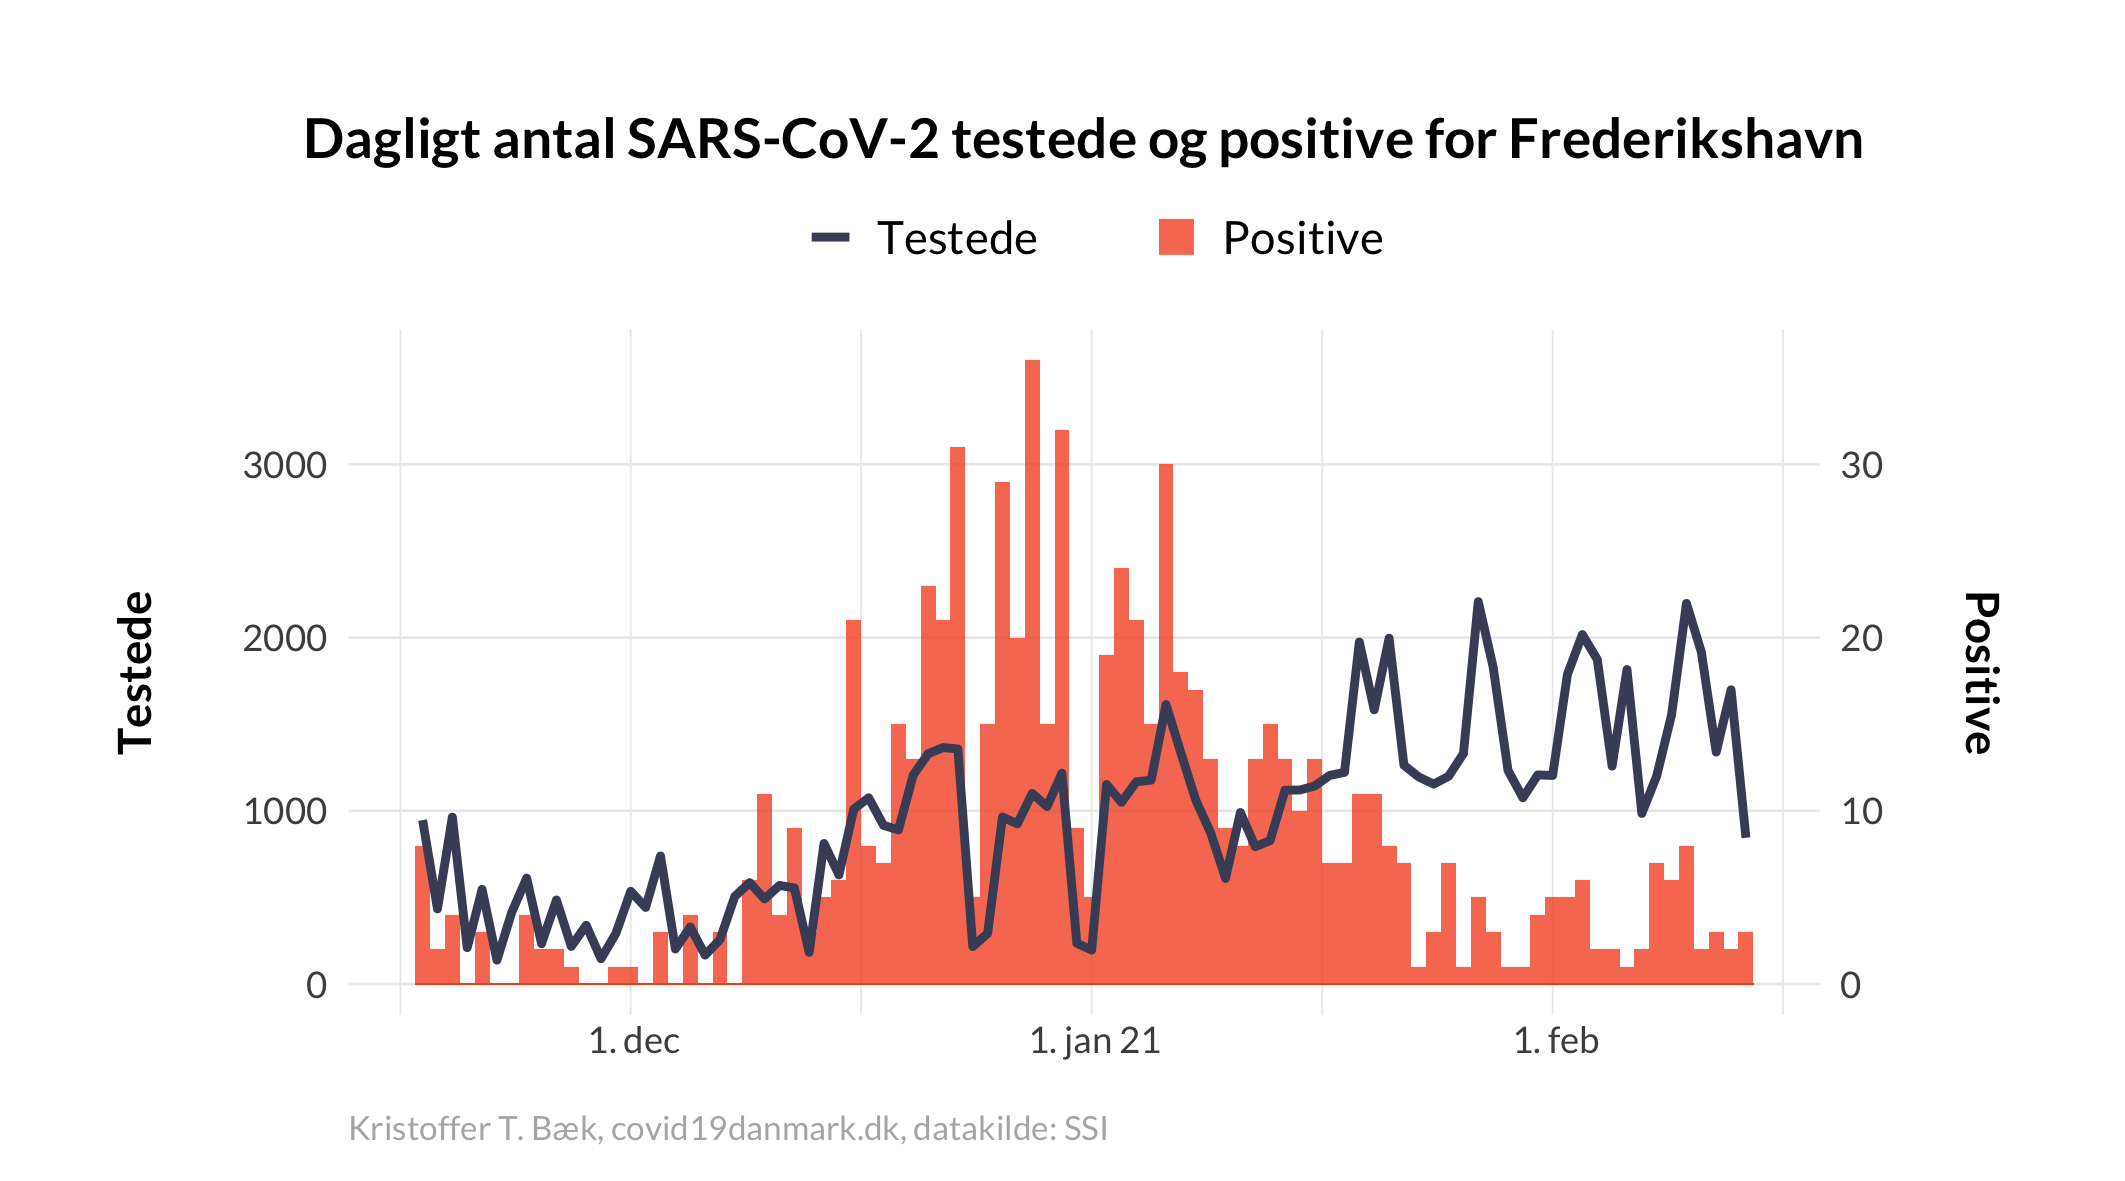 Dagligt antal SARS-CoV-2 testede og positive for Frederikshavn
Testede
Positive
3000
2000
1000
0
30
20
10
0
Testede
Positive
1. dec
1. jan 21
1. feb
Kristoffer T. Bæk, covid19danmark.dk, datakilde: SSI